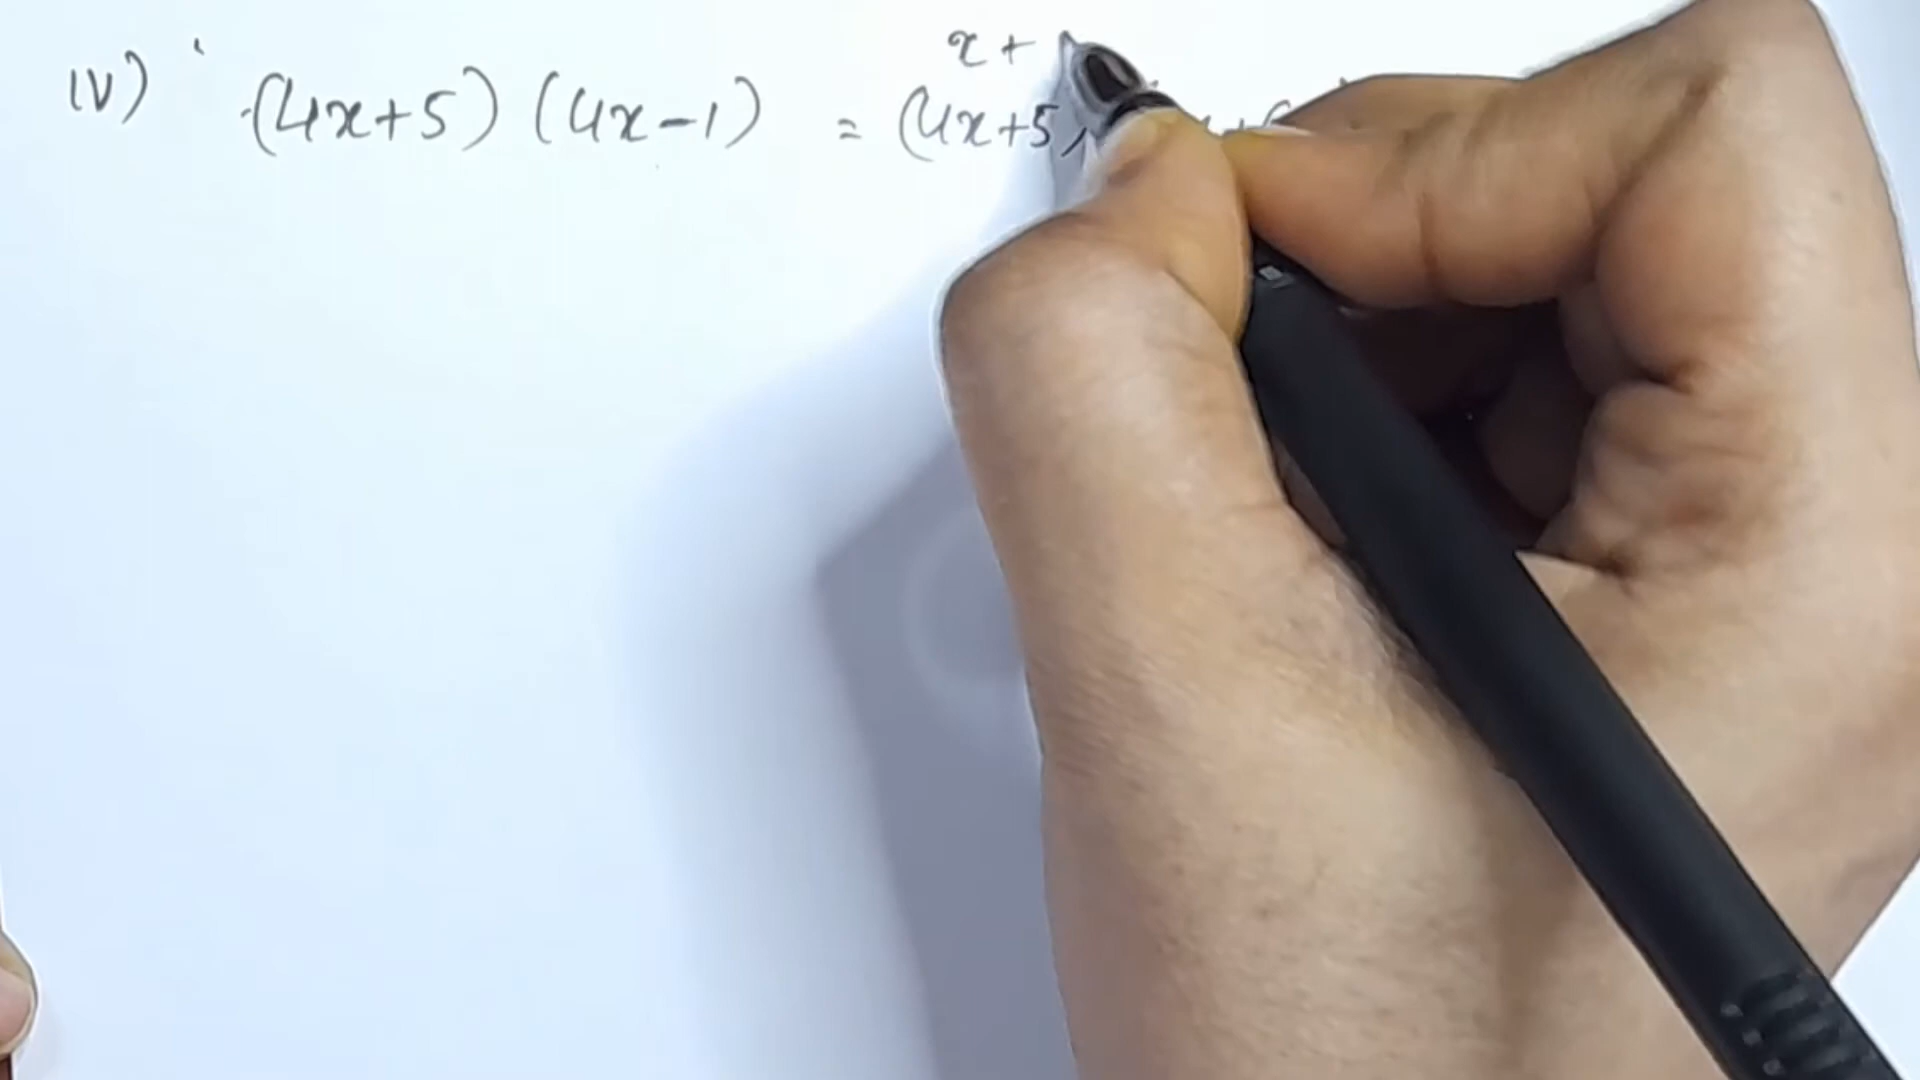 x +
IV) (4x+5) (4x-1) = (4x+5)